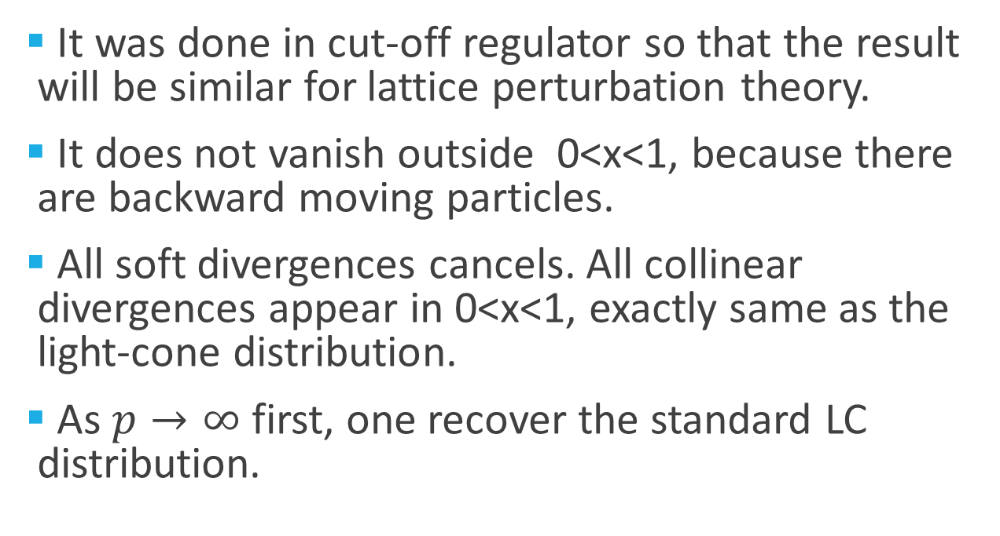 ▪ It was done in cut-off regulator so that the result
will be similar for lattice perturbation theory.
▪ It does not vanish outside 0<x<1, because there
are backward moving particles.
▪ All soft divergences cancels. All collinear
divergences appear in 0<x<1, exactly same as the
light-cone distribution.
▪ As 𝑝 → ∞ first, one recover the standard LC
distribution.